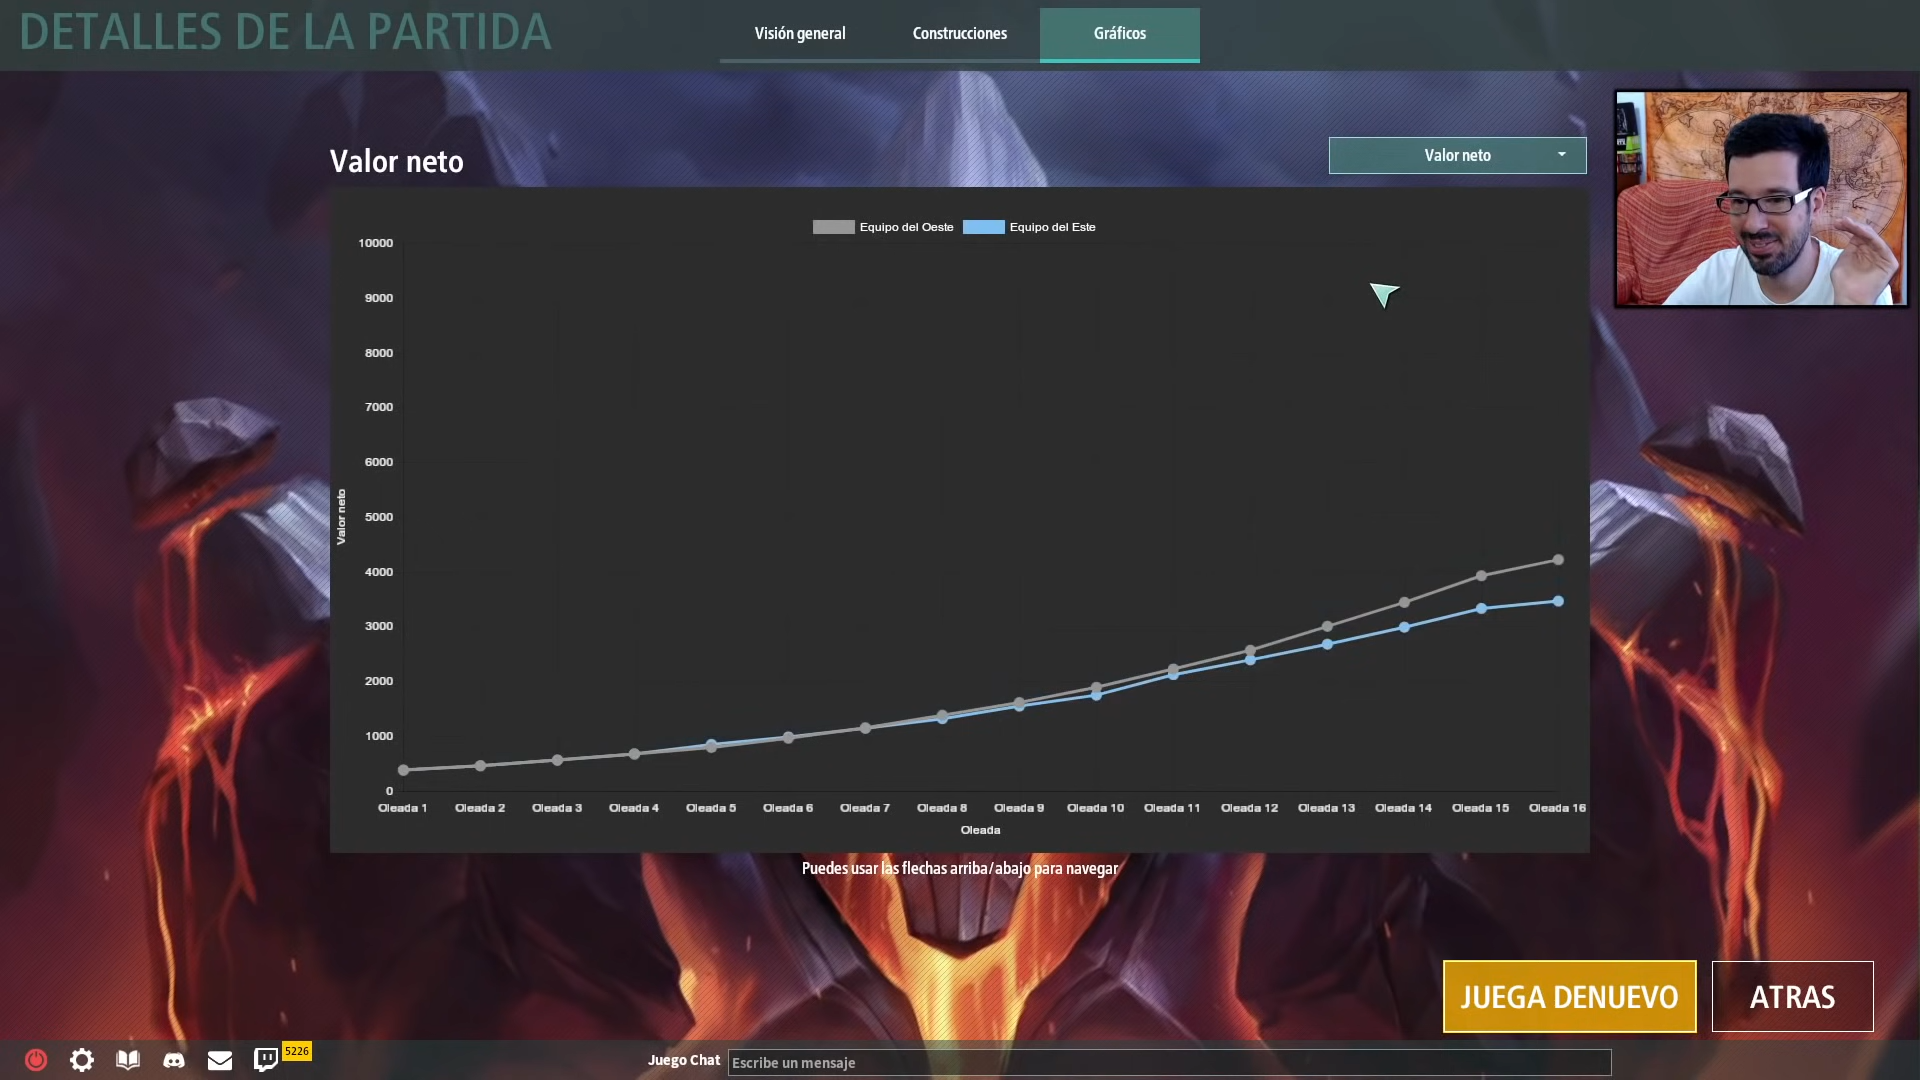 DETALLES DE LA PARTIDA
Visión general
Construcciones
Gráficos
Valor neto
Valor neto
Equipo del Oeste
Equipo del Este
10000
9000
8000
7000
6000
5000
4000
3000
2000
1000
0
Valor neto
Oleada 1
Oleada 2
Oleada 3
Oleada 4
Oleada 5
Oleada 6
Oleada 7
Oleada 8
Oleada 9
Oleada 10
Oleada 11
Oleada 12
Oleada 13
Oleada 14
Oleada 15
Oleada 16
Oleada
Puedes usar las flechas arriba/abajo para navegar
JUEGA DENUEVO
ATRAS
5226
Juego Chat
Escribe un mensaje